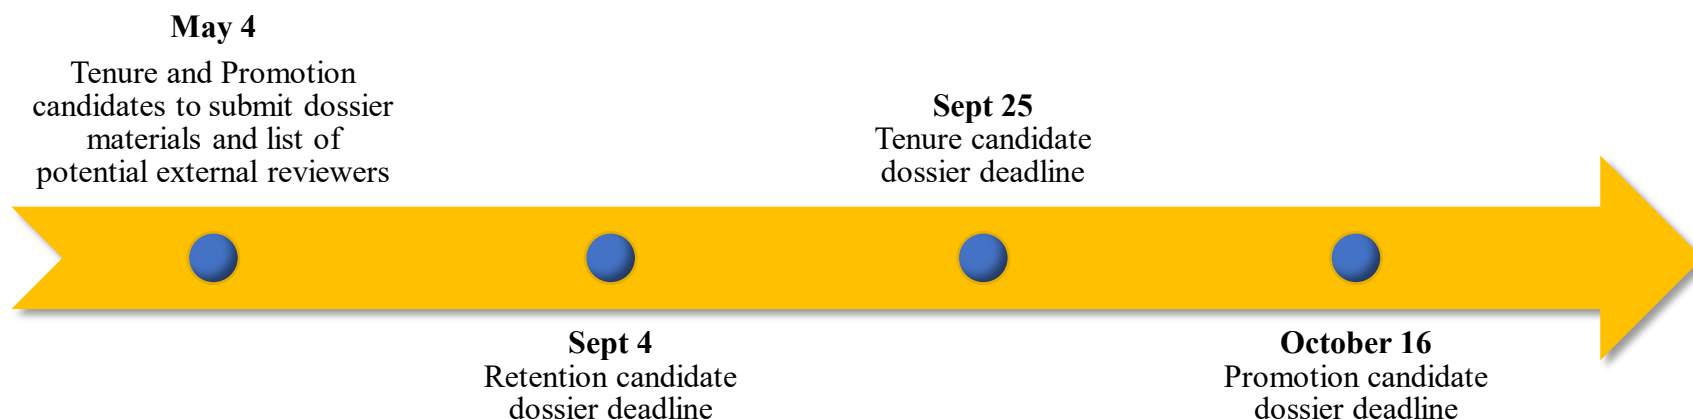 May 4
Tenure and Promotion
candidates to submit dossier
materials and list of
potential external reviewers
Sept 4
Retention candidate
dossier deadline
Sept 25
Tenure candidate
dossier deadline
October 16
Promotion candidate
dossier deadline